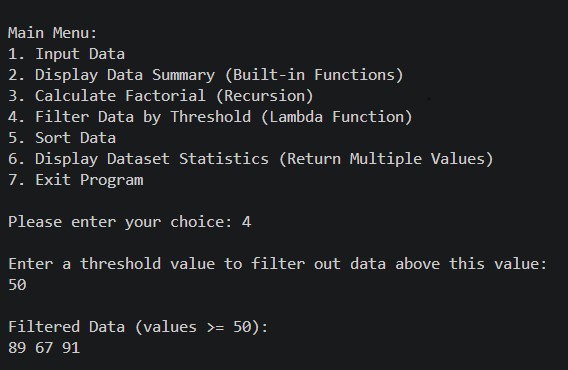 Main Menu:
1. Input Data
2. Display Data Summary (Built-in Functions)
3. Calculate Factorial (Recursion)
4. Filter Data by Threshold (Lambda Function)
5. Sort Data
6. Display Dataset Statistics (Return Multiple Values)
7. Exit Program
Please enter your choice: 4
Enter a threshold value to filter out data above this value:
50
Filtered Data (values >= 50):
89 67 91